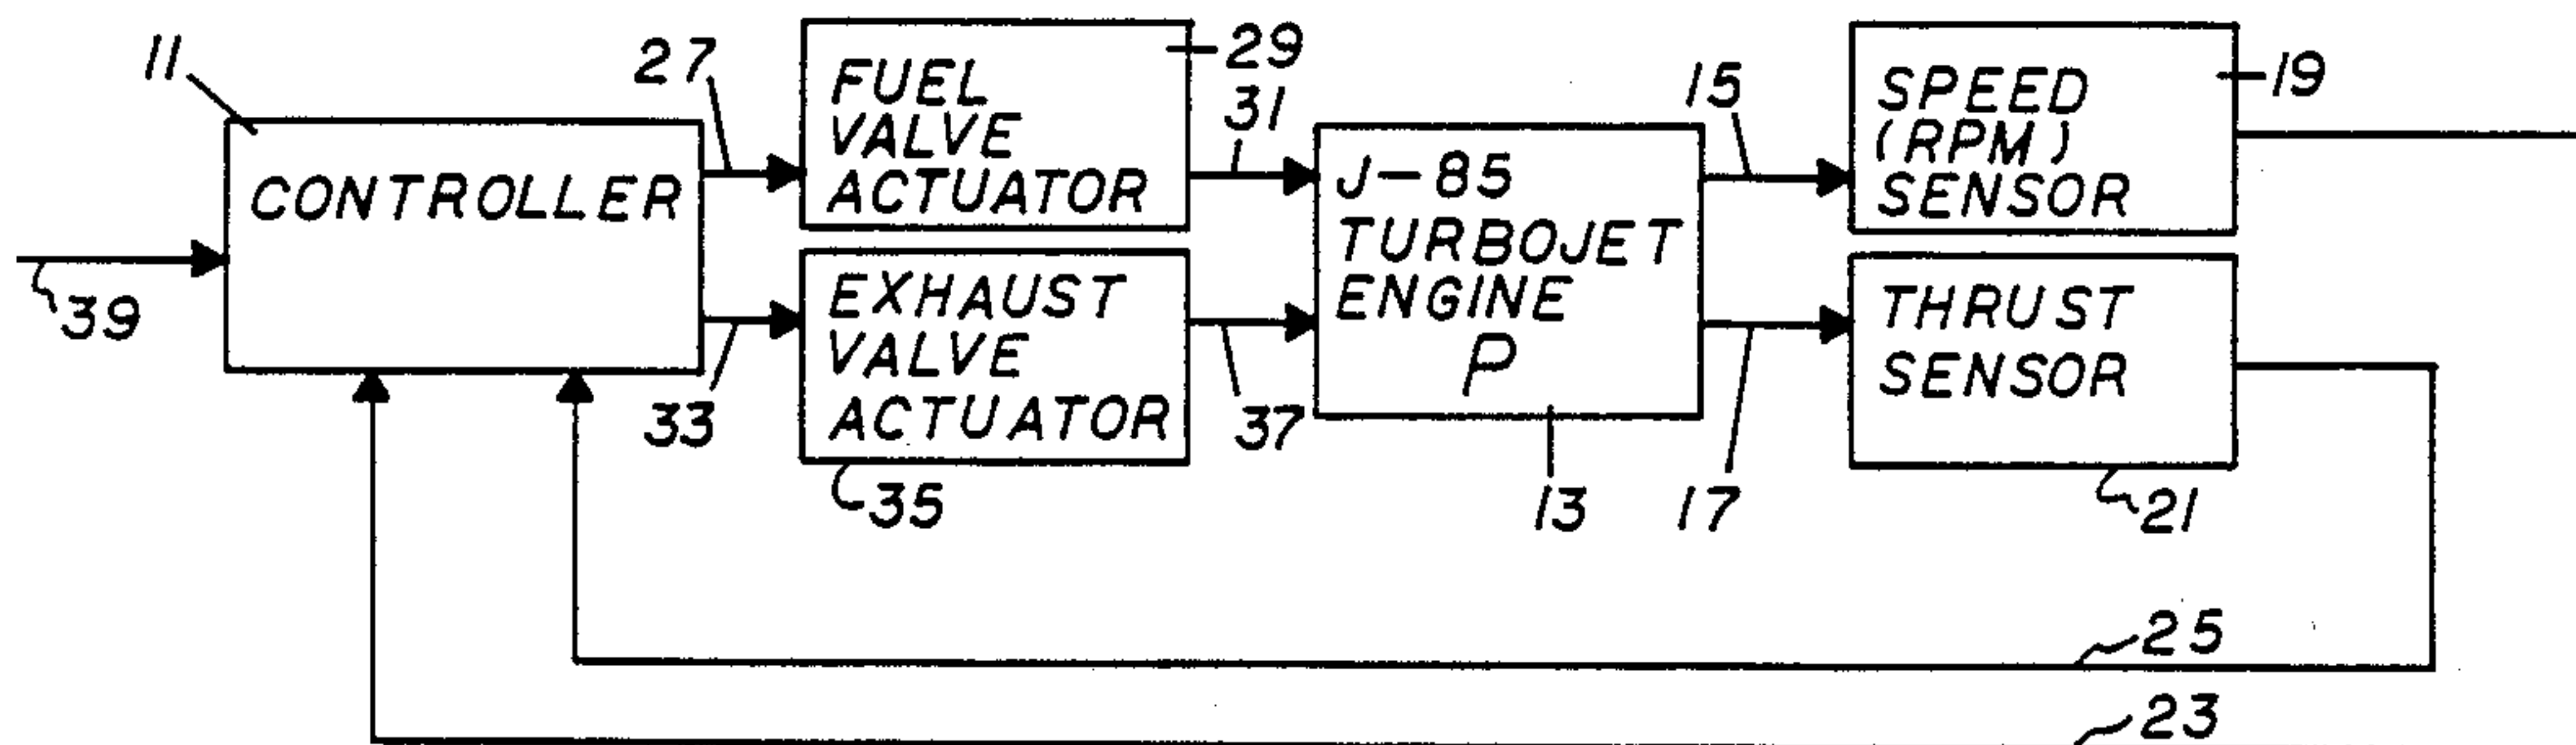 11
CONTROLLER
39
27
33
FUEL
VALVE
ACTUATOR
29
31
EXHAUST
VALVE
ACTUATOR
35
37
J-85
TURBOJET
ENGINE
P
13
15
17
SPEED
(RPM)
SENSOR
19
THRUST
SENSOR
21
25
23